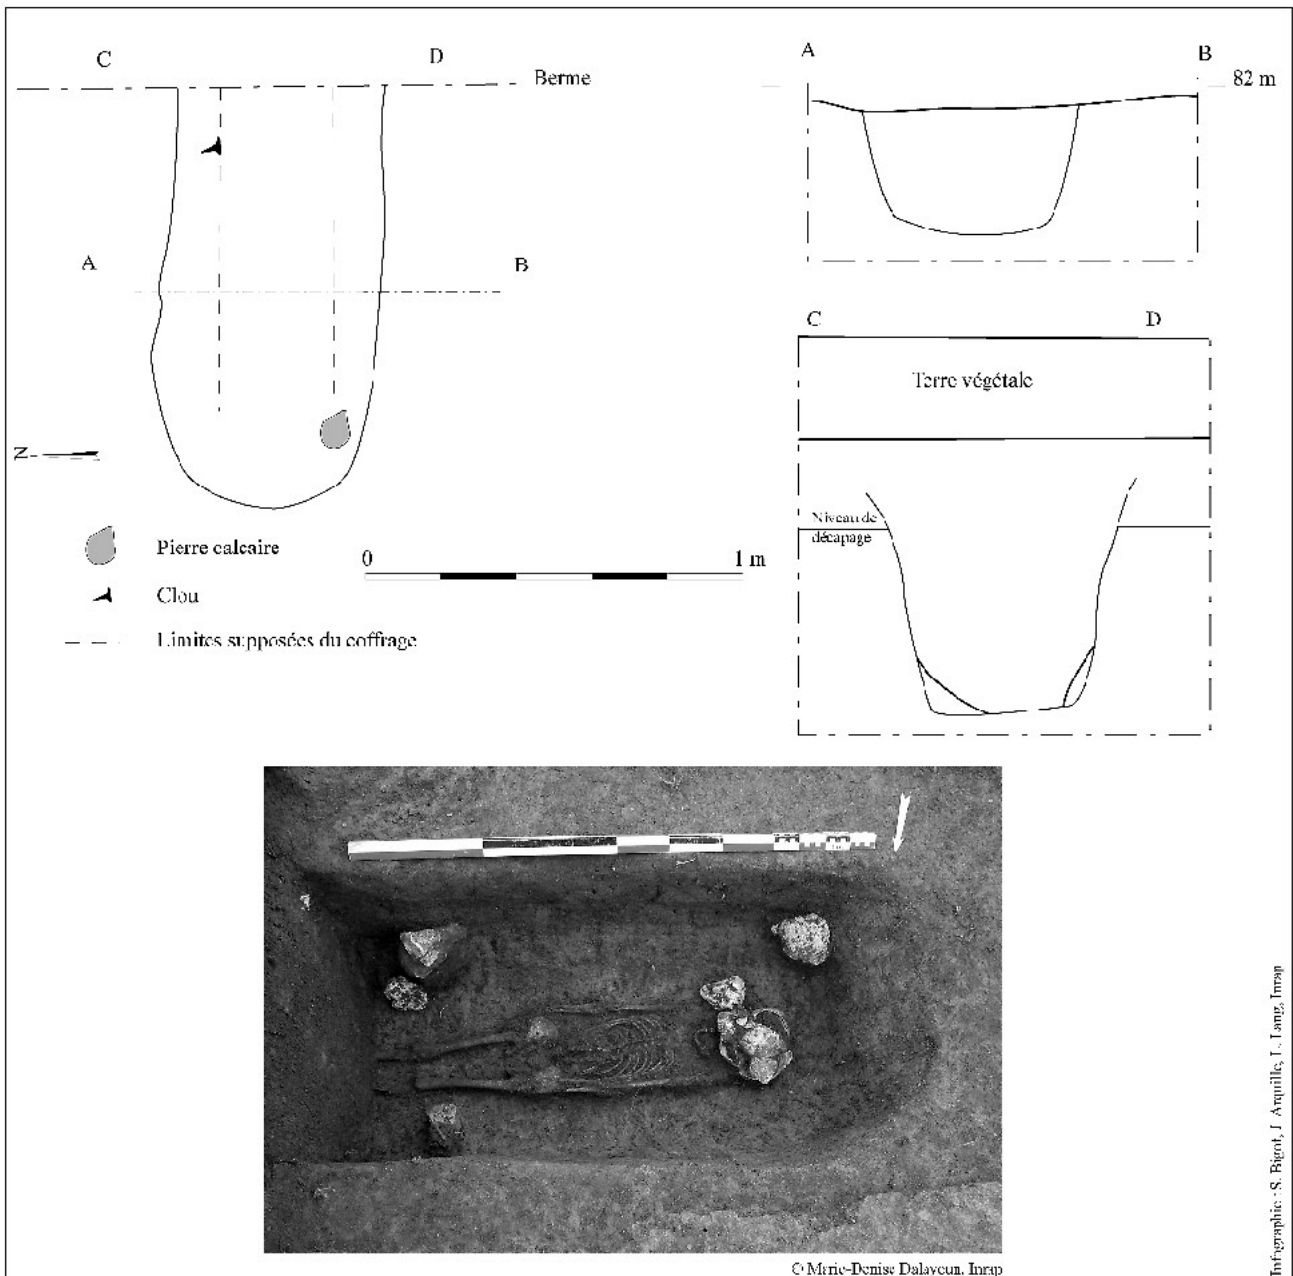 C
D
Berme
A
B
82 m
A
B
C
D
Terre végétale
Niveau de
décapage
N
Pierre calcaire
Clou
Limites supposées du coffrage
0
1 m
© Marie-Denise Dalayeun, Inrap
Infographie : S. Bigot, J. Arquille, L. Lang, Inrap